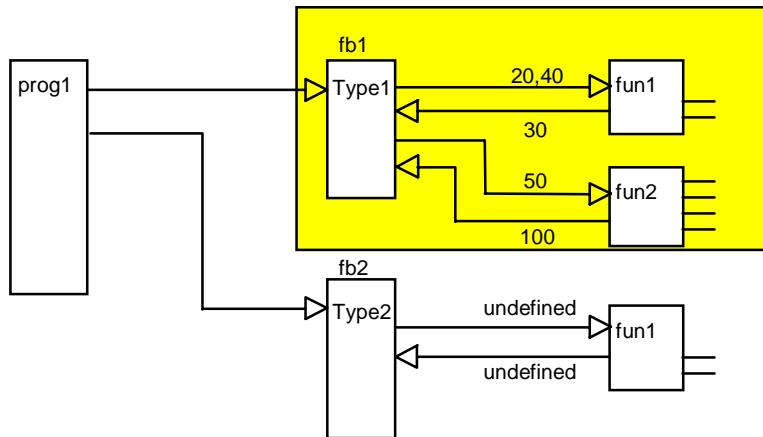 fb1
prog1
Type1
20,40
fun1
30
50
fun2
100
fb2
Type2
undefined
fun1
undefined